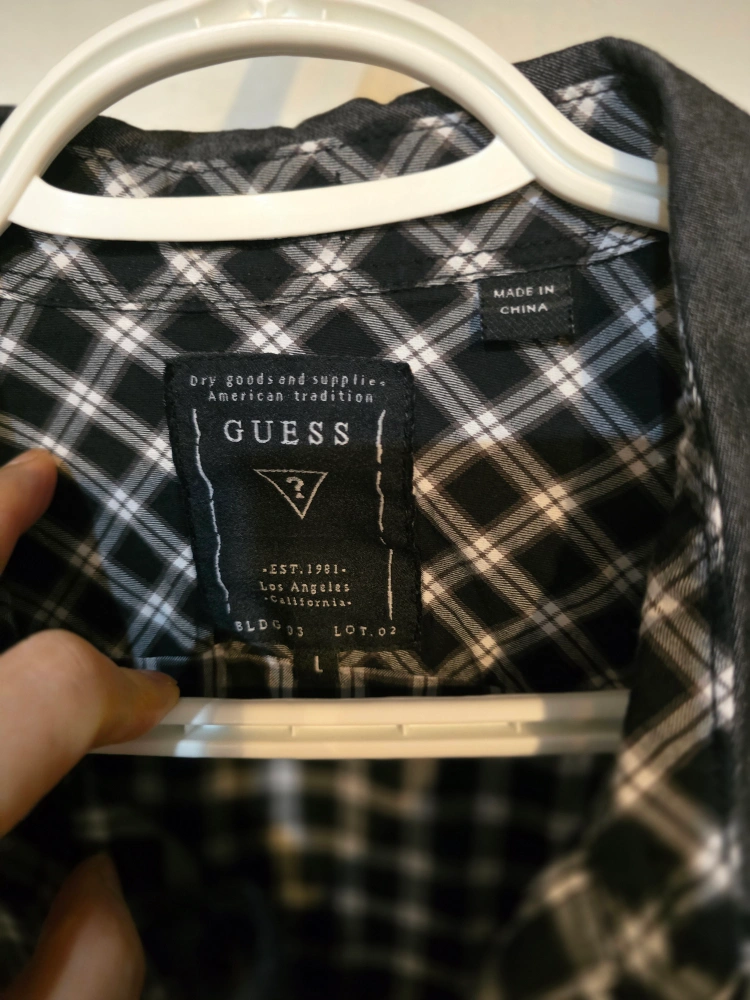 MADE IN
CHINA
Dry goods and supplies
American tradition
GUESS
?
·EST.1981·
Los Angeles
·California·
BLDG 03 LOT.02
L